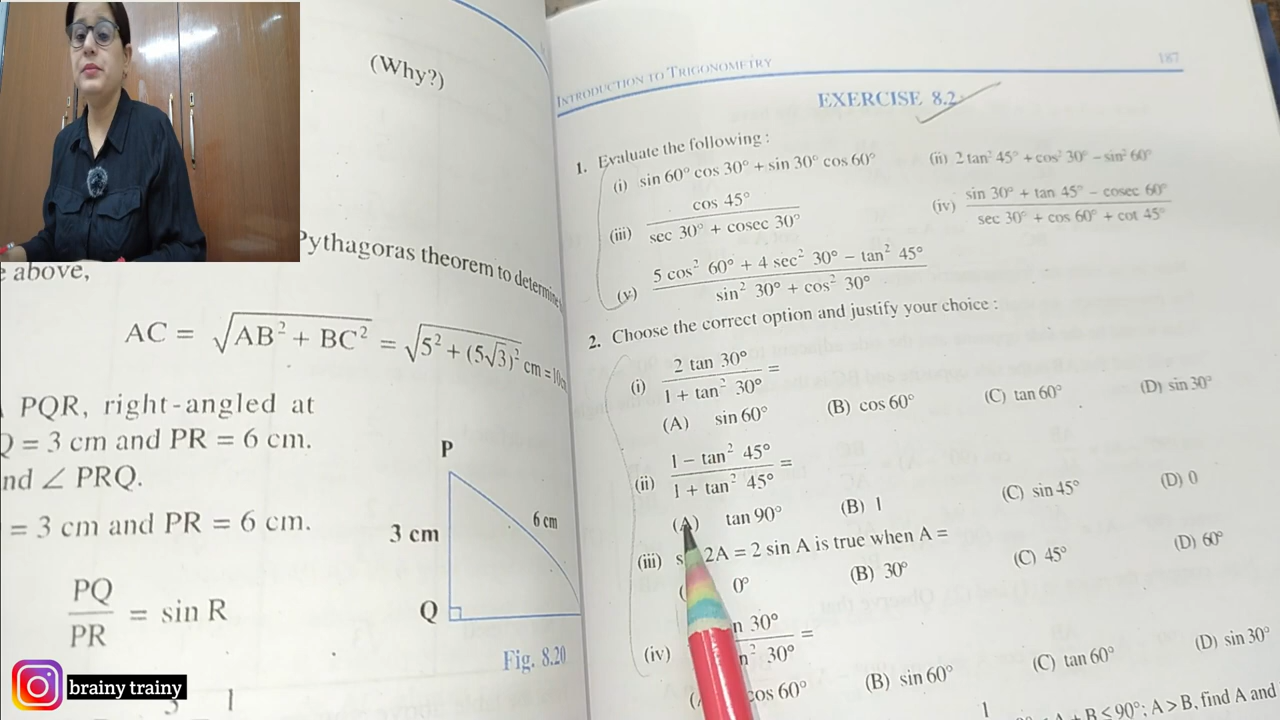 (Why?)
Pythagoras theorem to determine
above,
AC = √(AB² + BC²) = √(5² + (5√3)²) cm = 10cm
PQR, right-angled at
Q = 3 cm and PR = 6 cm.
∠ PRQ.
= 3 cm and PR = 6 cm.
PQ/PR = sin R
1
P
3 cm
6 cm
Q
Fig. 8.20
brainy trainy
INTRODUCTION TO TRIGONOMETRY
187
EXERCISE 8.2
1. Evaluate the following :
(i) sin 60° cos 30° + sin 30° cos 60° (ii) 2 tan² 45° + cos² 30° – sin² 60°
(iii) cos 45° / (sec 30° + cosec 30°) (iv) (sin 30° + tan 45° – cosec 60°) / (sec 30° + cos 60° + cot 45°)
(v) (5 cos² 60° + 4 sec² 30° – tan² 45°) / (sin² 30° + cos² 30°)
2. Choose the correct option and justify your choice :
(i) 2 tan 30° / (1 + tan² 30°) =
(A) sin 60° (B) cos 60° (C) tan 60° (D) sin 30°
(ii) (1 – tan² 45°) / (1 + tan² 45°) =
(A) tan 90° (B) 1 (C) sin 45° (D) 0
(iii) 2A = 2 sin A is true when A =
0° (B) 30° (C) 45° (D) 60°
(iv) 30° / 30° =
cos 60° (B) sin 60° (C) tan 60° (D) sin 30°
1
A + B ≤ 90°; A > B, find A and